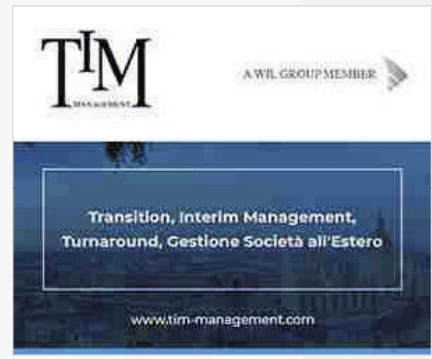 TIM
MANAGEMENT
A WIL GROUP MEMBER
Transition, Interim Management,
Turnaround, Gestione Società all'Estero
www.tim-management.com